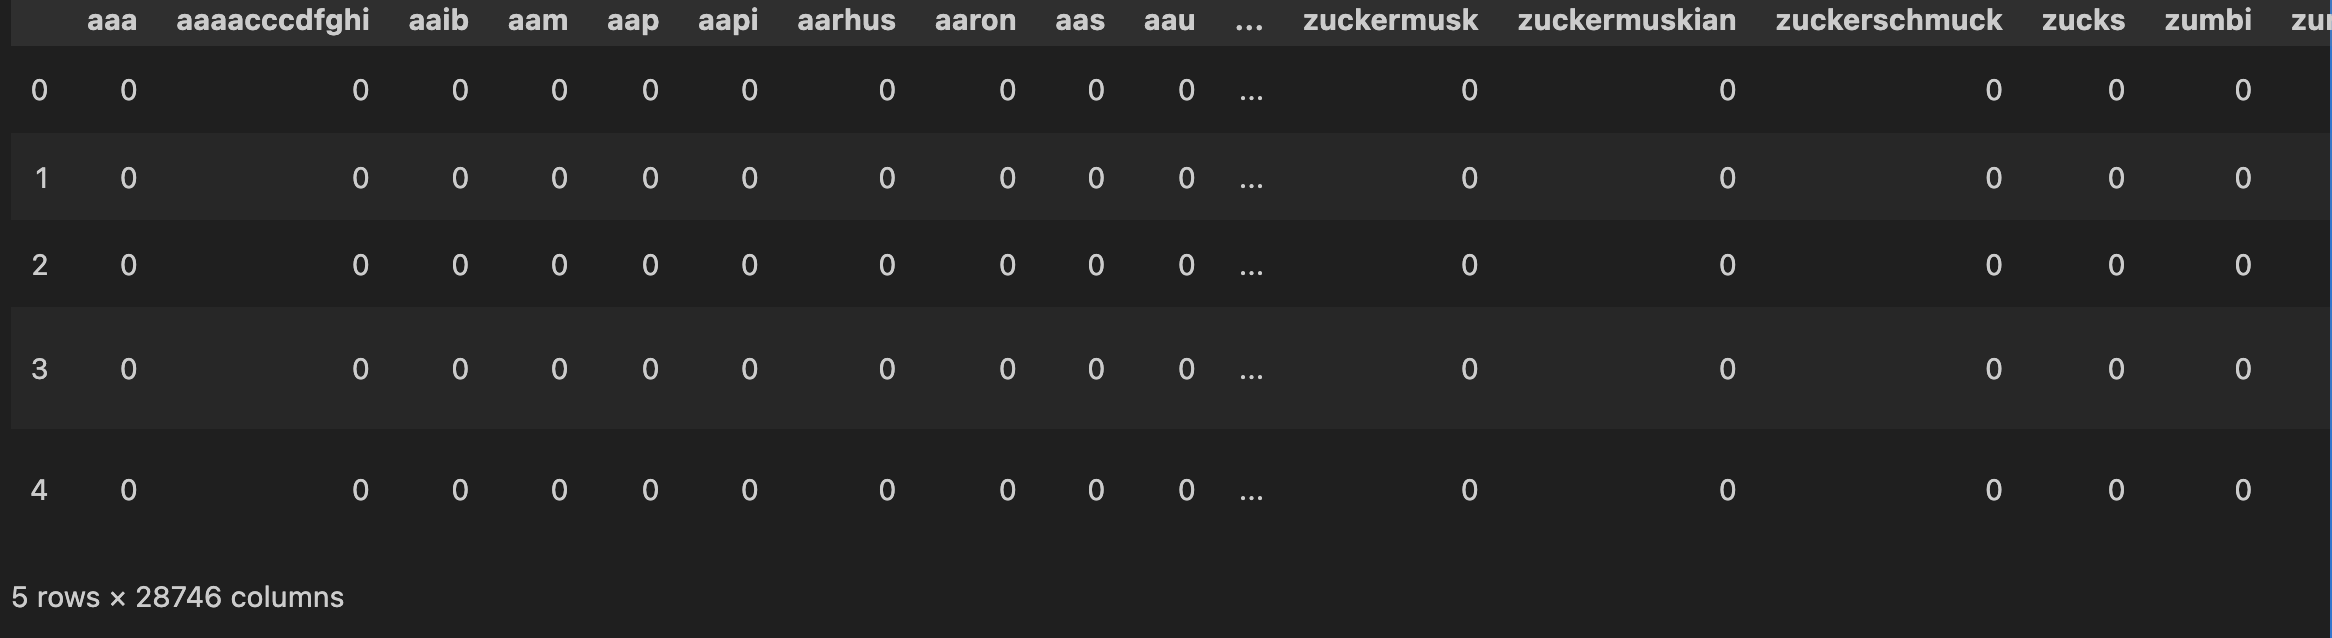 aaa aaaacccdfghi aaib aam aap aapi aarhus aaron aas aau ... zuckermusk zuckermuskian zuckerschmuck zucks zumbi
0 0 0 0 0 0 0 0 0 0 0 ... 0 0 0 0 0
1 0 0 0 0 0 0 0 0 0 0 ... 0 0 0 0 0
2 0 0 0 0 0 0 0 0 0 0 ... 0 0 0 0 0
3 0 0 0 0 0 0 0 0 0 0 ... 0 0 0 0 0
4 0 0 0 0 0 0 0 0 0 0 ... 0 0 0 0 0
5 rows × 28746 columns